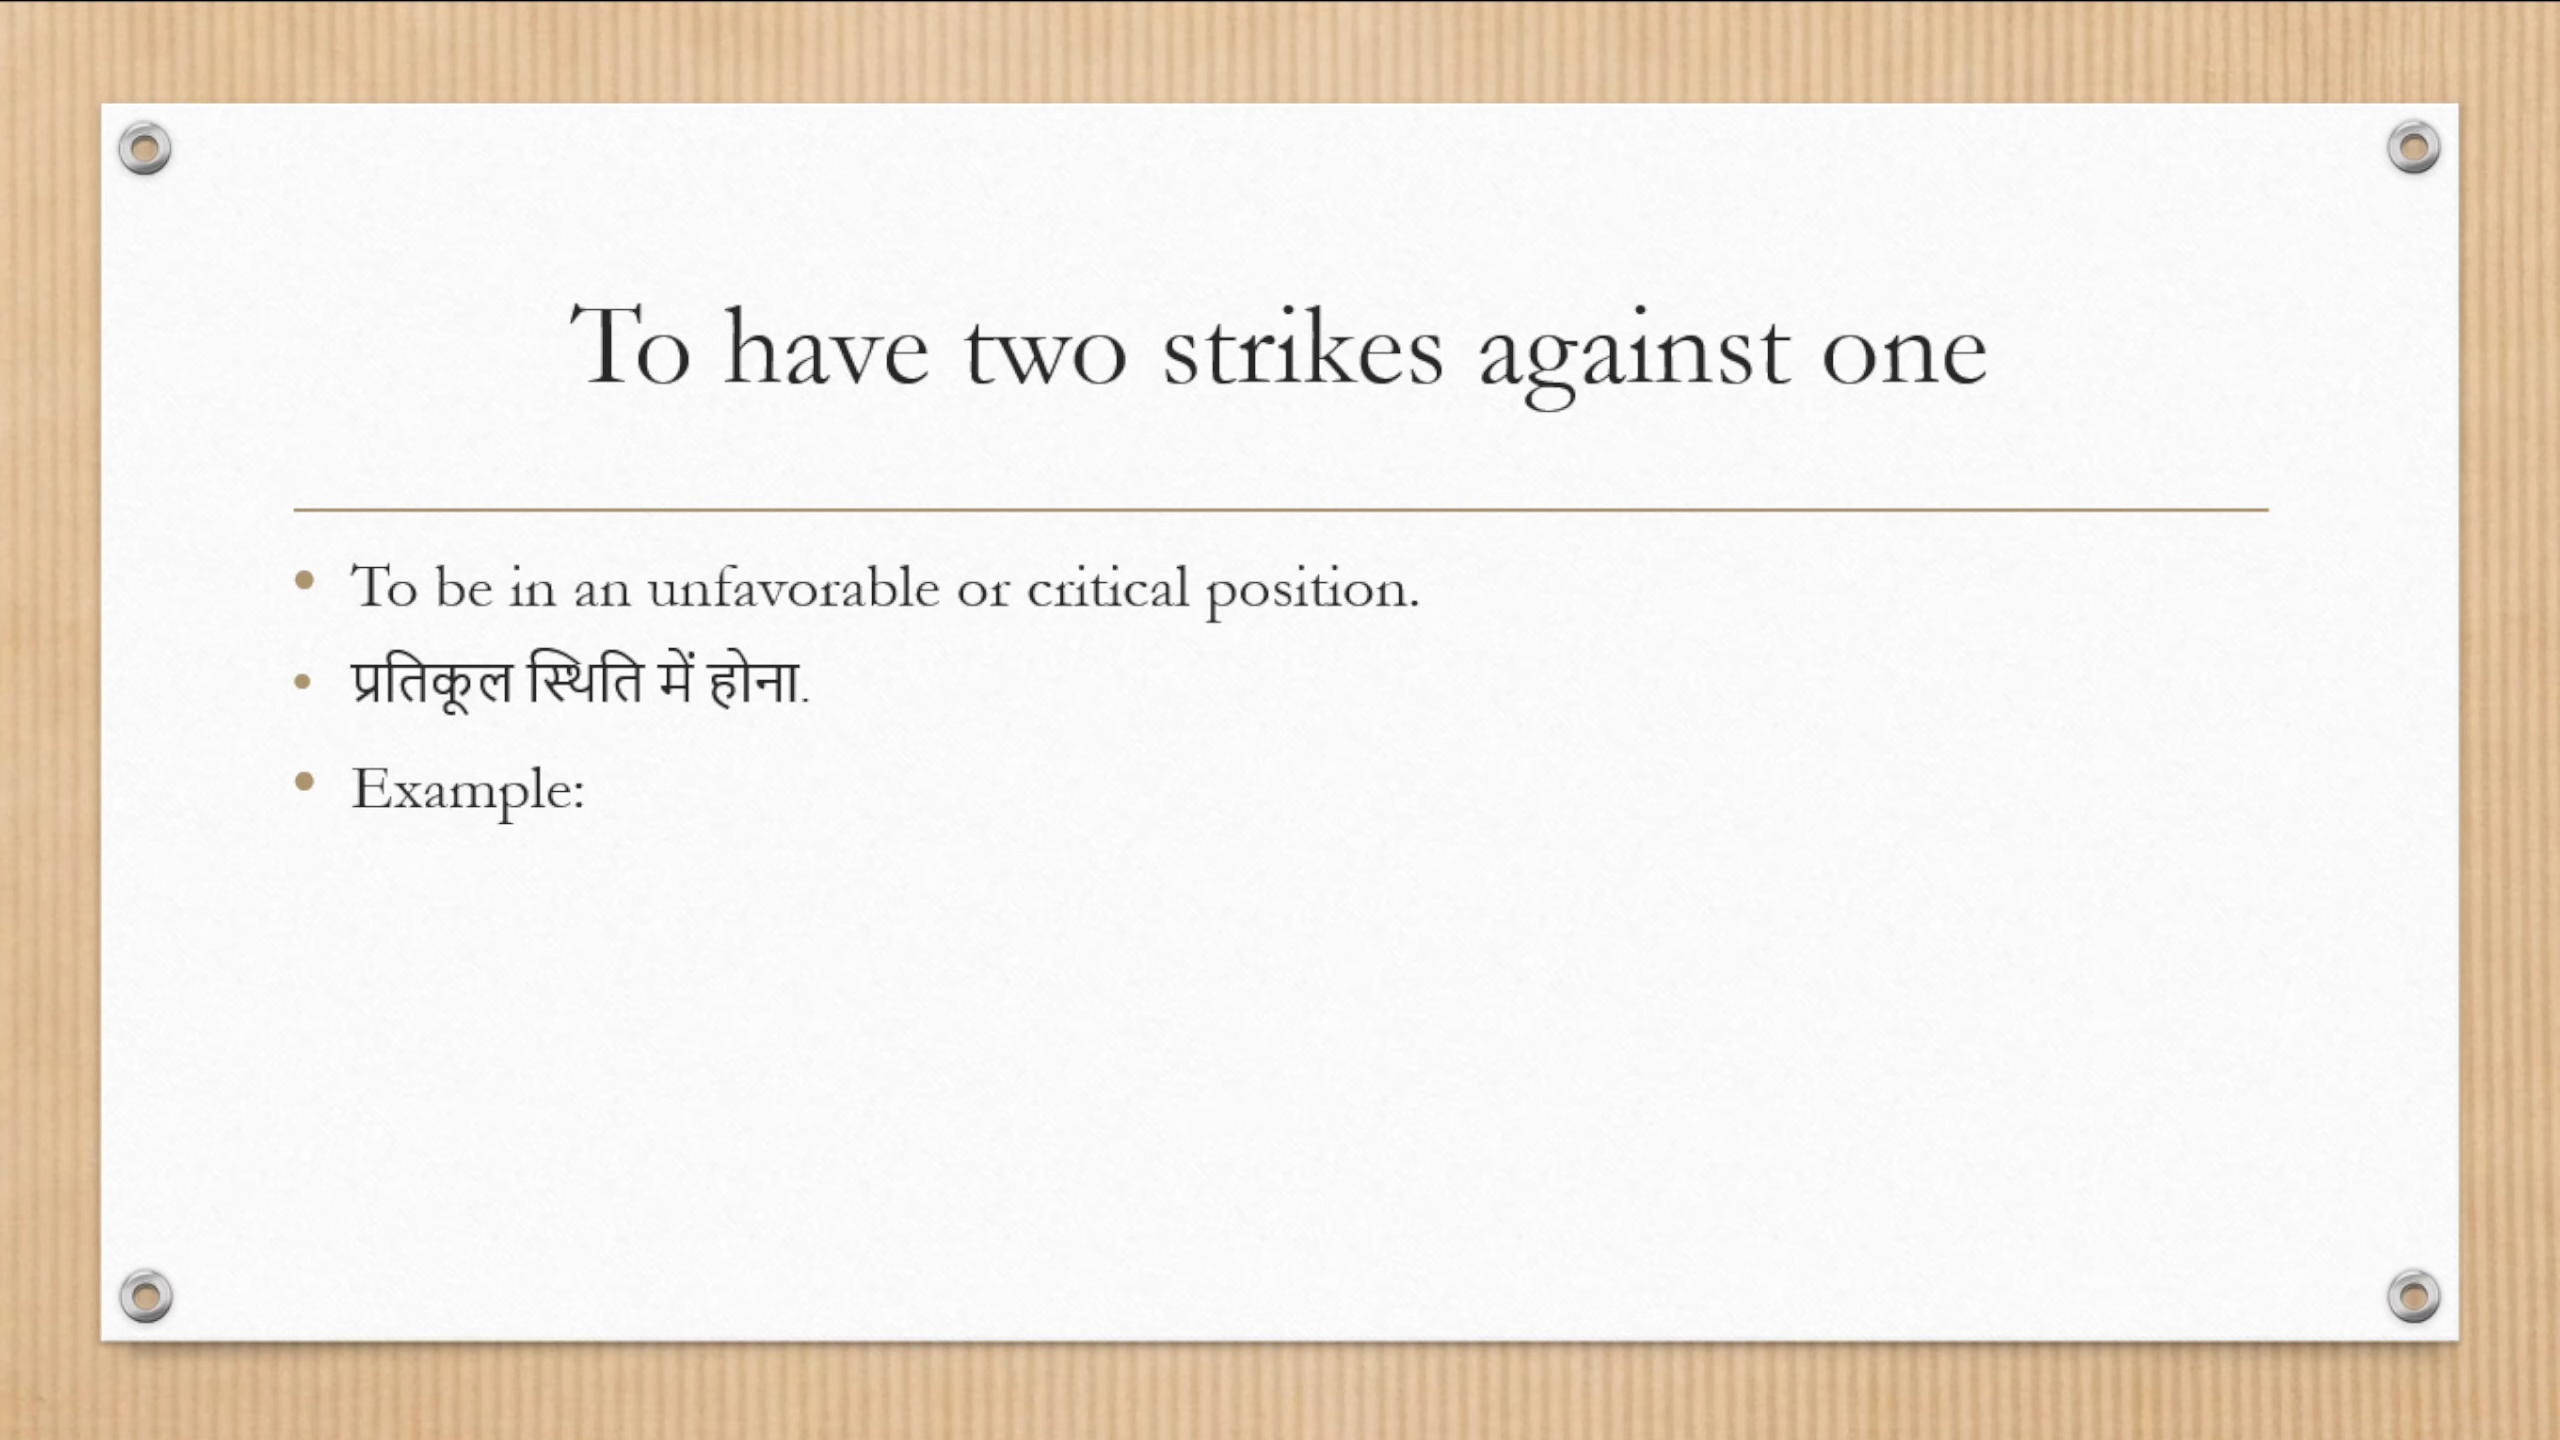 To have two strikes against one
• To be in an unfavorable or critical position.
• प्रतिकूल स्थिति में होना.
• Example: